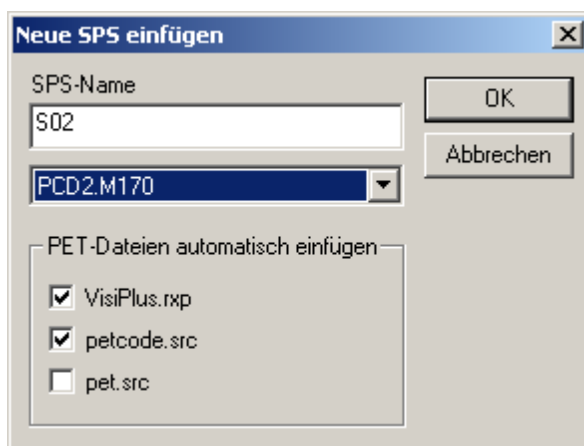 Neue SPS einfügen
SPS-Name
S02
OK
Abbrechen
PCD2.M170
PET-Dateien automatisch einfügen
VisiPlus.rxp
petcode.src
pet.src